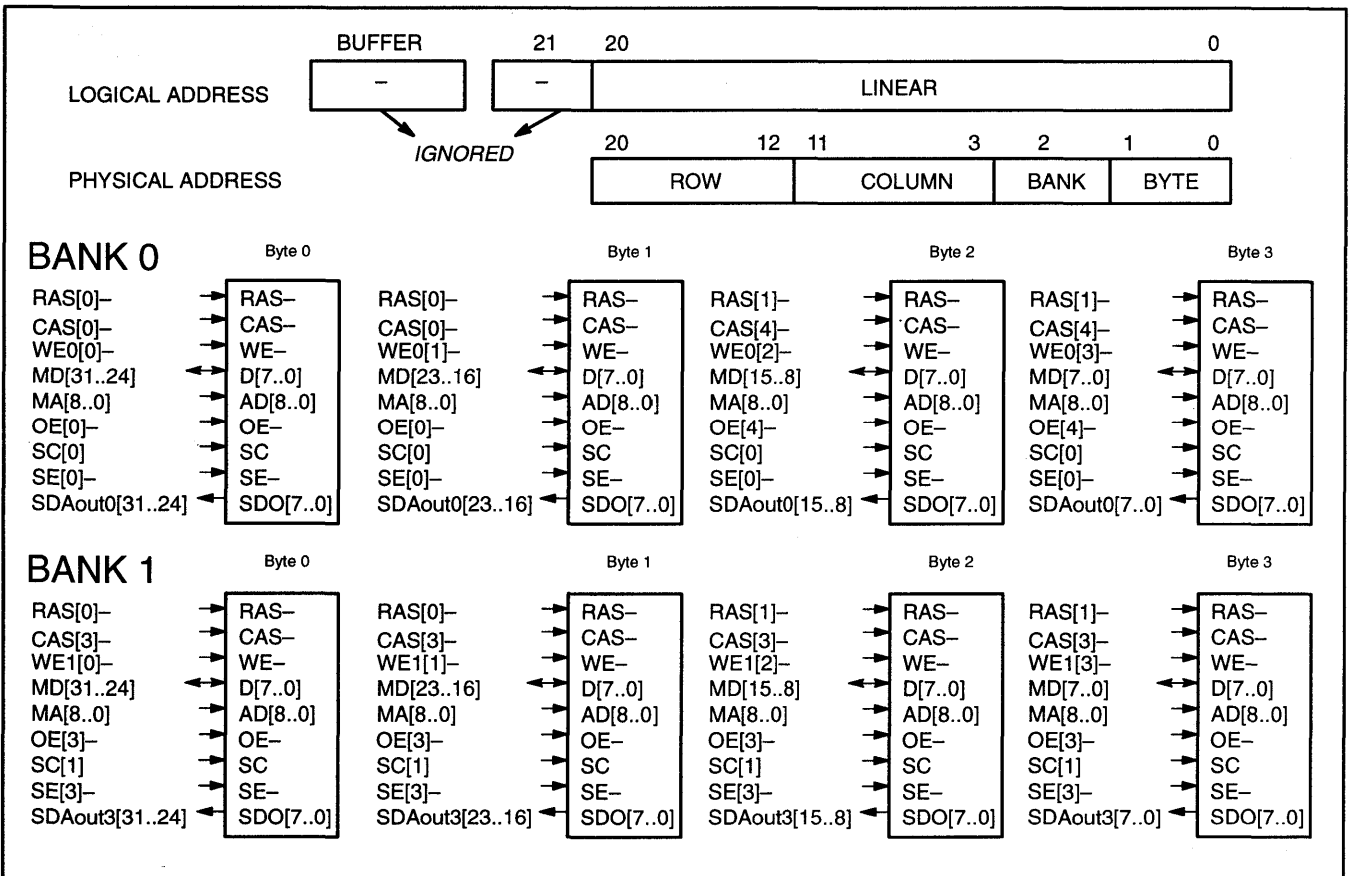 BUFFER 21 20 0
LOGICAL ADDRESS – – LINEAR
IGNORED
20 12 11 3 2 1 0
PHYSICAL ADDRESS ROW COLUMN BANK BYTE
BANK 0 Byte 0 Byte 1 Byte 2 Byte 3
RAS[0]– RAS– RAS[0]– RAS– RAS[1]– RAS– RAS[1]– RAS–
CAS[0]– CAS– CAS[0]– CAS– CAS[4]– CAS– CAS[4]– CAS–
WE0[0]– WE– WE0[1]– WE– WE0[2]– WE– WE0[3]– WE–
MD[31..24] D[7..0] MD[23..16] D[7..0] MD[15..8] D[7..0] MD[7..0] D[7..0]
MA[8..0] AD[8..0] MA[8..0] AD[8..0] MA[8..0] AD[8..0] MA[8..0] AD[8..0]
OE[0]– OE– OE[0]– OE– OE[4]– OE– OE[4]– OE–
SC[0] SC SC[0] SC SC[0] SC SC[0] SC
SE[0]– SE– SE[0]– SE– SE[0]– SE– SE[0]– SE–
SDAout0[31..24] SDO[7..0] SDAout0[23..16] SDO[7..0] SDAout0[15..8] SDO[7..0] SDAout0[7..0] SDO[7..0]
BANK 1 Byte 0 Byte 1 Byte 2 Byte 3
RAS[0]– RAS– RAS[0]– RAS– RAS[1]– RAS– RAS[1]– RAS–
CAS[3]– CAS– CAS[3]– CAS– CAS[3]– CAS– CAS[3]– CAS–
WE1[0]– WE– WE1[1]– WE– WE1[2]– WE– WE1[3]– WE–
MD[31..24] D[7..0] MD[23..16] D[7..0] MD[15..8] D[7..0] MD[7..0] D[7..0]
MA[8..0] AD[8..0] MA[8..0] AD[8..0] MA[8..0] AD[8..0] MA[8..0] AD[8..0]
OE[3]– OE– OE[3]– OE– OE[3]– OE– OE[3]– OE–
SC[1] SC SC[1] SC SC[1] SC SC[1] SC
SE[3]– SE– SE[3]– SE– SE[3]– SE– SE[3]– SE–
SDAout3[31..24] SDO[7..0] SDAout3[23..16] SDO[7..0] SDAout3[15..8] SDO[7..0] SDAout3[7..0] SDO[7..0]